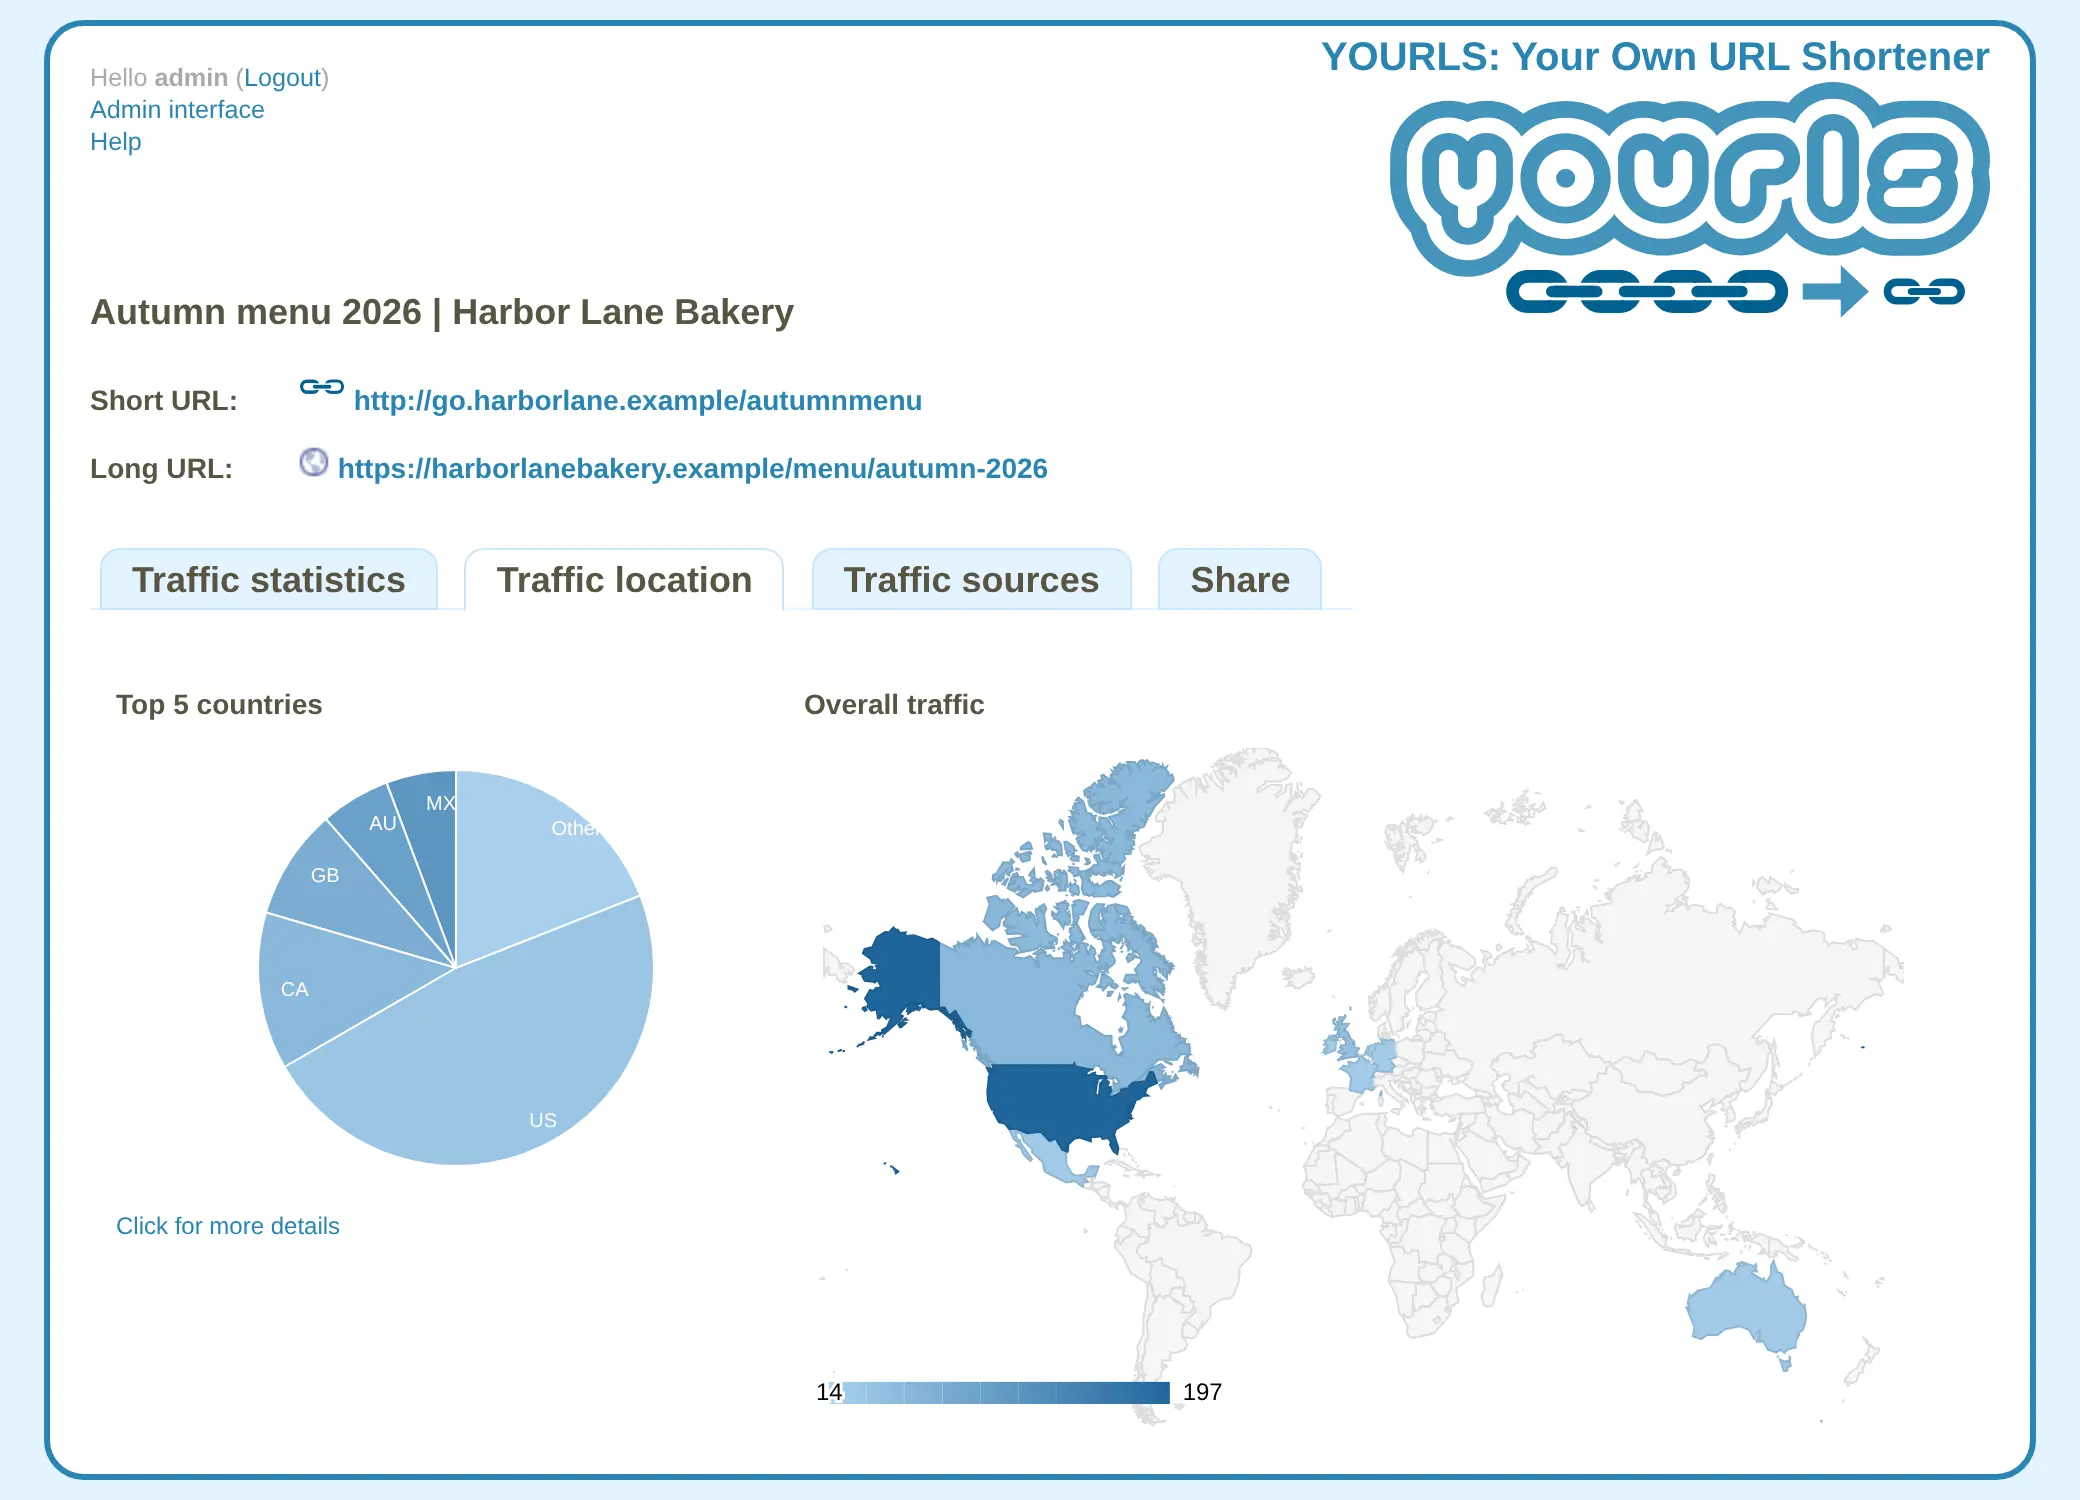 Hello admin (Logout)
Admin interface
Help
YOURLS: Your Own URL Shortener
yourls
Autumn menu 2026 | Harbor Lane Bakery
Short URL: http://go.harborlane.example/autumnmenu
Long URL: https://harborlanebakery.example/menu/autumn-2026
Traffic statistics Traffic location Traffic sources Share
Top 5 countries
Overall traffic
MX
AU
Other
GB
CA
US
Click for more details
14 197